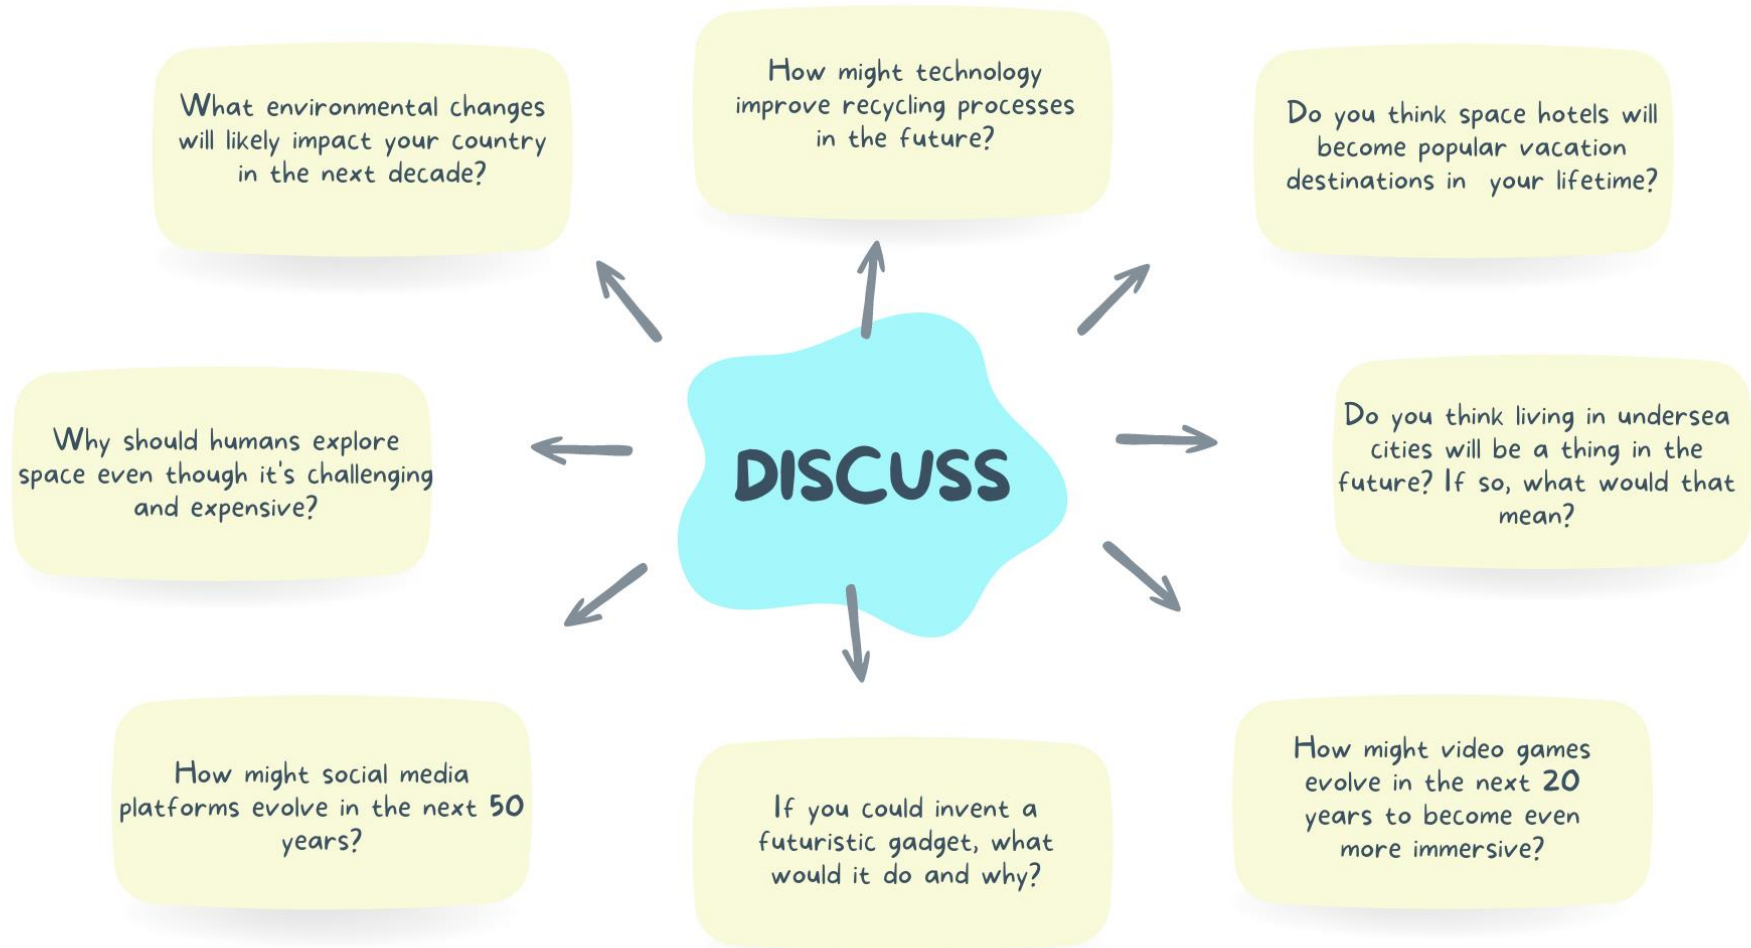 What environmental changes
will likely impact your country
in the next decade?
How might technology
improve recycling processes
in the future?
Do you think space hotels will
become popular vacation
destinations in  your lifetime?
Why should humans explore
space even though it's challenging
and expensive?
DISCUSS
Do you think living in undersea
cities will be a thing in the
future? If so, what would that
mean?
How might social media
platforms evolve in the next 50
years?
If you could invent a
futuristic gadget, what
would it do and why?
How might video games
evolve in the next 20
years to become even
more immersive?